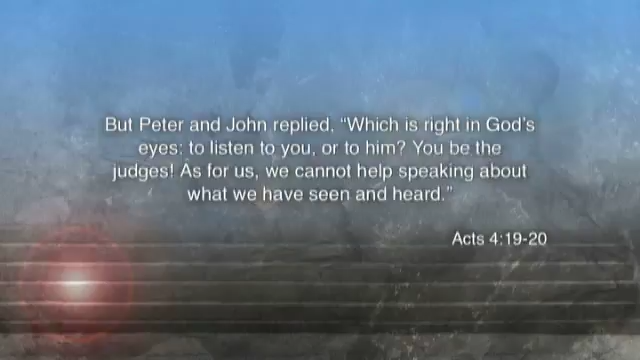 But Peter and John replied, “Which is right in God’s
eyes: to listen to you, or to him? You be the
judges! As for us, we cannot help speaking about
what we have seen and heard.”
Acts 4:19-20